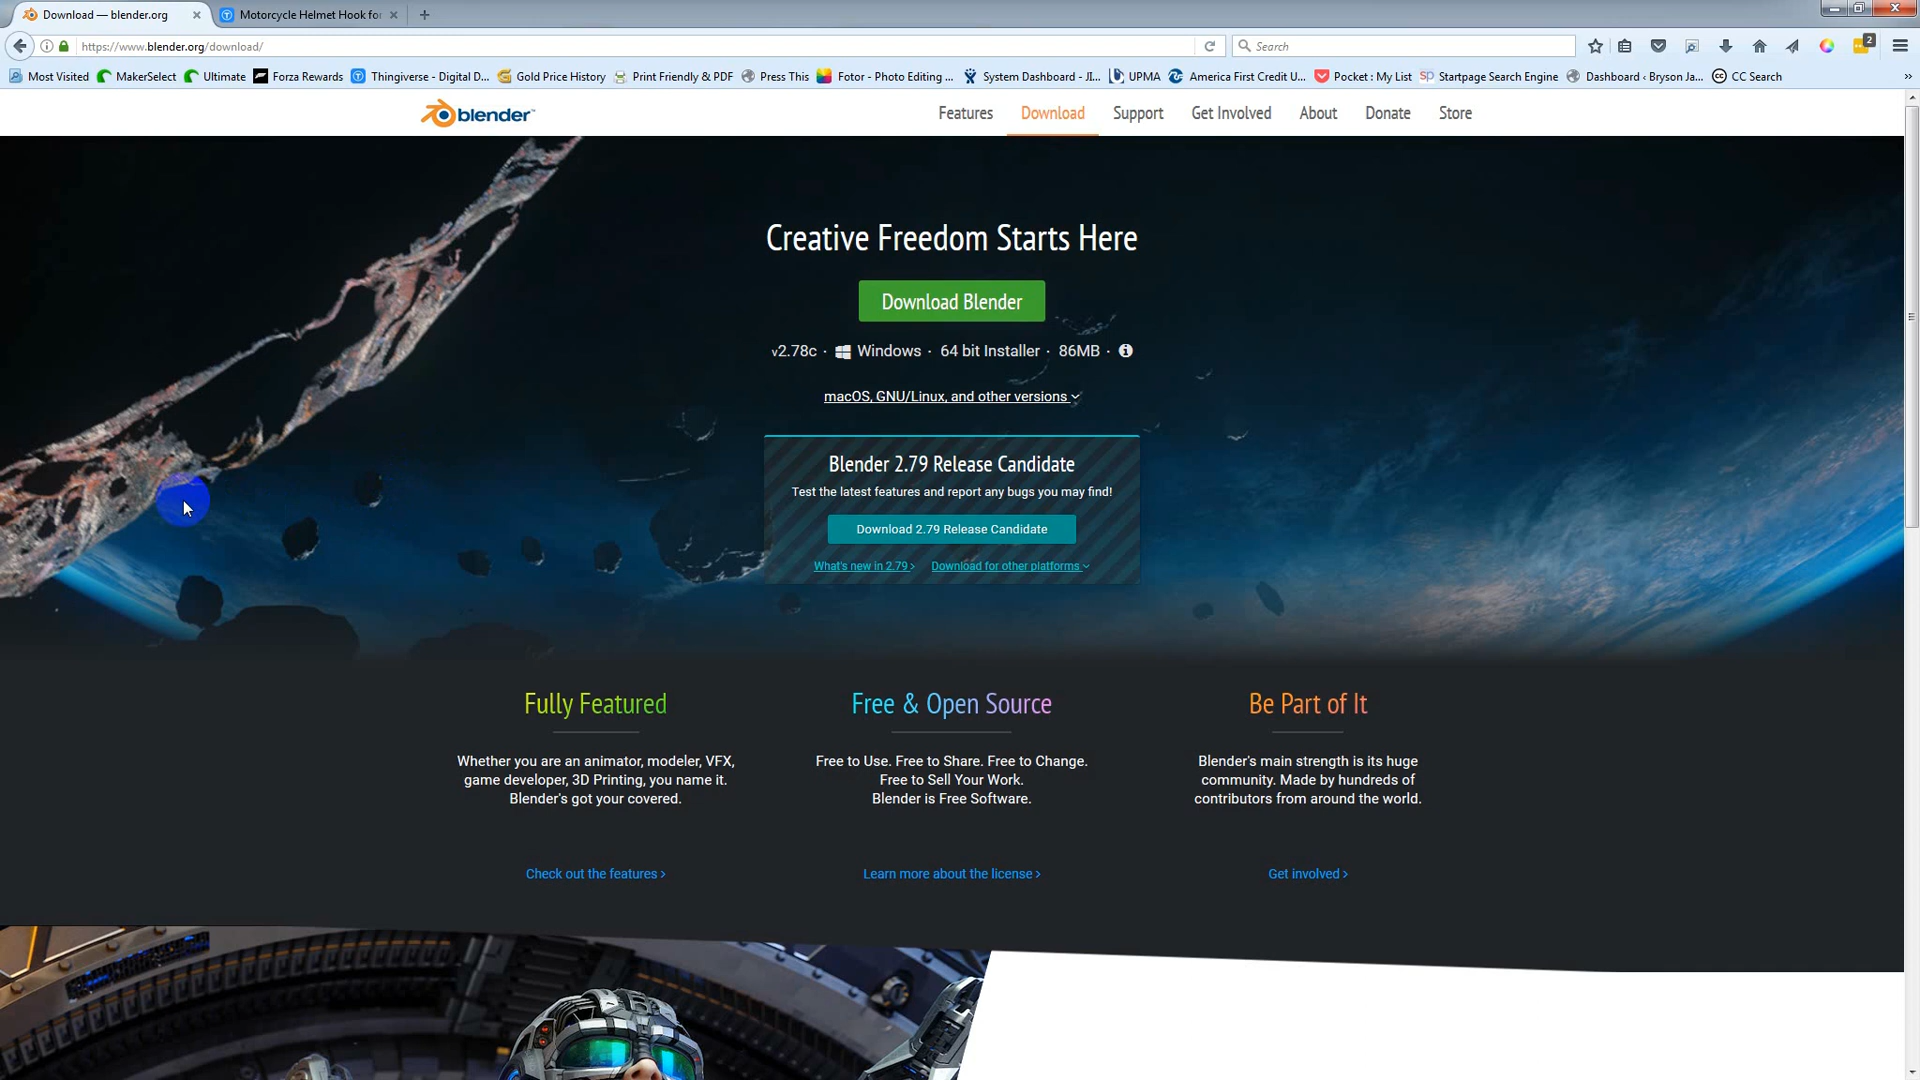 Download — blender.org
Motorcycle Helmet Hook fo
https://www.blender.org/download/
Search
2
Most Visited
MakerSelect
Ultimate
Forza Rewards
Thingiverse - Digital D...
Gold Price History
Print Friendly & PDF
Press This
Fotor - Photo Editing ...
System Dashboard - JI...
UPMA
America First Credit U...
Pocket : My List
SP Startpage Search Engine
Dashboard ‹ Bryson Ja...
CC Search
blender™
Features
Download
Support
Get Involved
About
Donate
Store
Creative Freedom Starts Here
Download Blender
v2.78c · Windows · 64 bit Installer · 86MB ·
macOS, GNU/Linux, and other versions
Blender 2.79 Release Candidate
Test the latest features and report any bugs you may find!
Download 2.79 Release Candidate
What's new in 2.79 › Download for other platforms
Fully Featured
Whether you are an animator, modeler, VFX,
game developer, 3D Printing, you name it.
Blender's got your covered.
Check out the features ›
Free & Open Source
Free to Use. Free to Share. Free to Change.
Free to Sell Your Work.
Blender is Free Software.
Learn more about the license ›
Be Part of It
Blender's main strength is its huge
community. Made by hundreds of
contributors from around the world.
Get involved ›